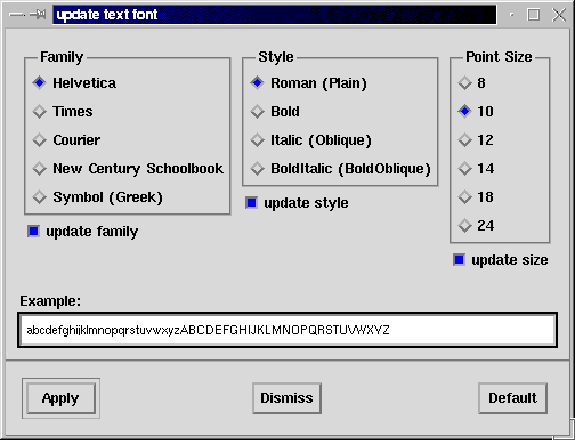 update text font
Family
Helvetica
Times
Courier
New Century Schoolbook
Symbol (Greek)
update family
Style
Roman (Plain)
Bold
Italic (Oblique)
BoldItalic (BoldOblique)
update style
Point Size
8
10
12
14
18
24
update size
Example:
abcdefghijklmnopqrstuvwxyzABCDEFGHIJKLMNOPQRSTUVWXYZ
Apply
Dismiss
Default